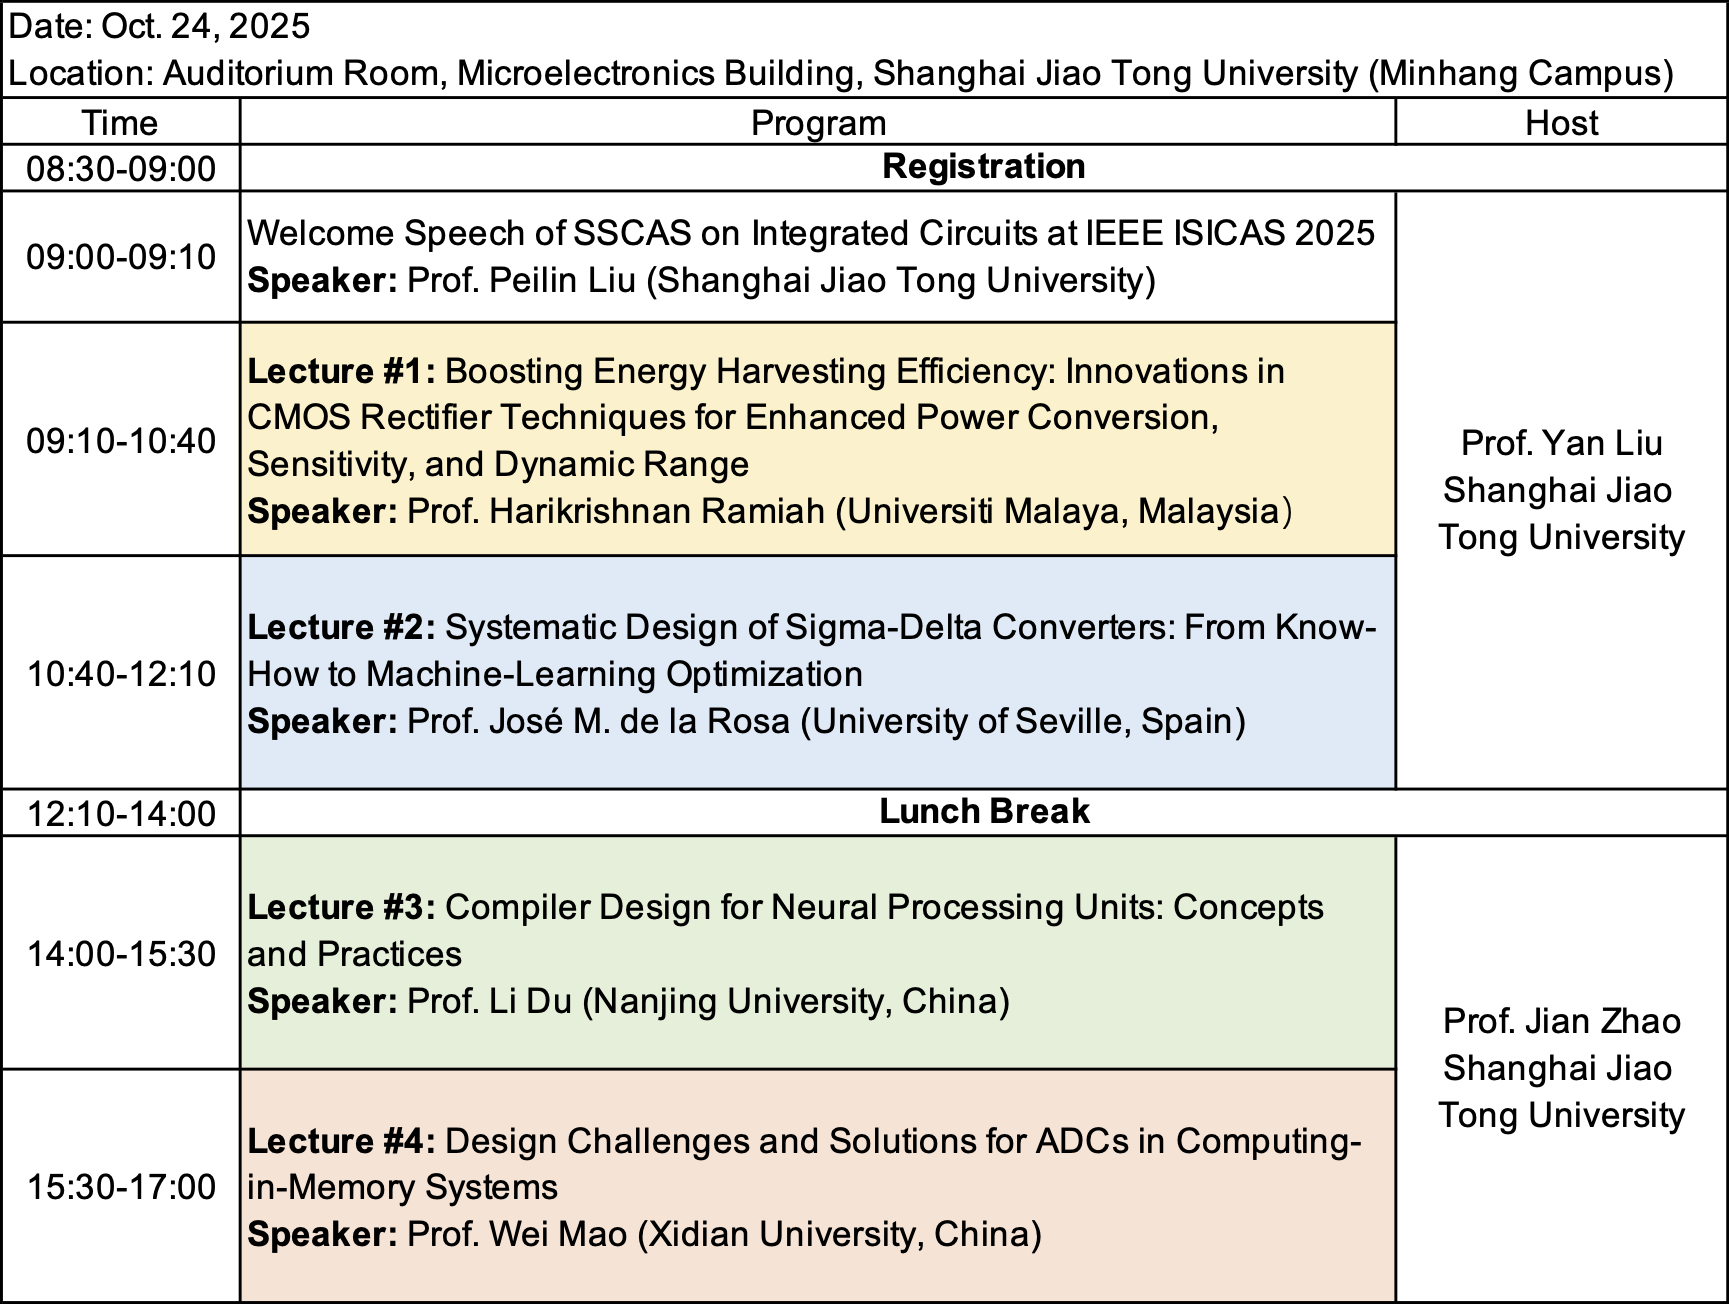 Date: Oct. 24, 2025
Location: Auditorium Room, Microelectronics Building, Shanghai Jiao Tong University (Minhang Campus)
Time Program Host
08:30-09:00 Registration
09:00-09:10
Welcome Speech of SSCAS on Integrated Circuits at IEEE ISICAS 2025
Speaker: Prof. Peilin Liu (Shanghai Jiao Tong University)
09:10-10:40
Lecture #1: Boosting Energy Harvesting Efficiency: Innovations in
CMOS Rectifier Techniques for Enhanced Power Conversion,
Sensitivity, and Dynamic Range
Speaker: Prof. Harikrishnan Ramiah (Universiti Malaya, Malaysia)
10:40-12:10
Lecture #2: Systematic Design of Sigma-Delta Converters: From Know-
How to Machine-Learning Optimization
Speaker: Prof. José M. de la Rosa (University of Seville, Spain)
Prof. Yan Liu
Shanghai Jiao
Tong University
12:10-14:00 Lunch Break
14:00-15:30
Lecture #3: Compiler Design for Neural Processing Units: Concepts
and Practices
Speaker: Prof. Li Du (Nanjing University, China)
15:30-17:00
Lecture #4: Design Challenges and Solutions for ADCs in Computing-
in-Memory Systems
Speaker: Prof. Wei Mao (Xidian University, China)
Prof. Jian Zhao
Shanghai Jiao
Tong University